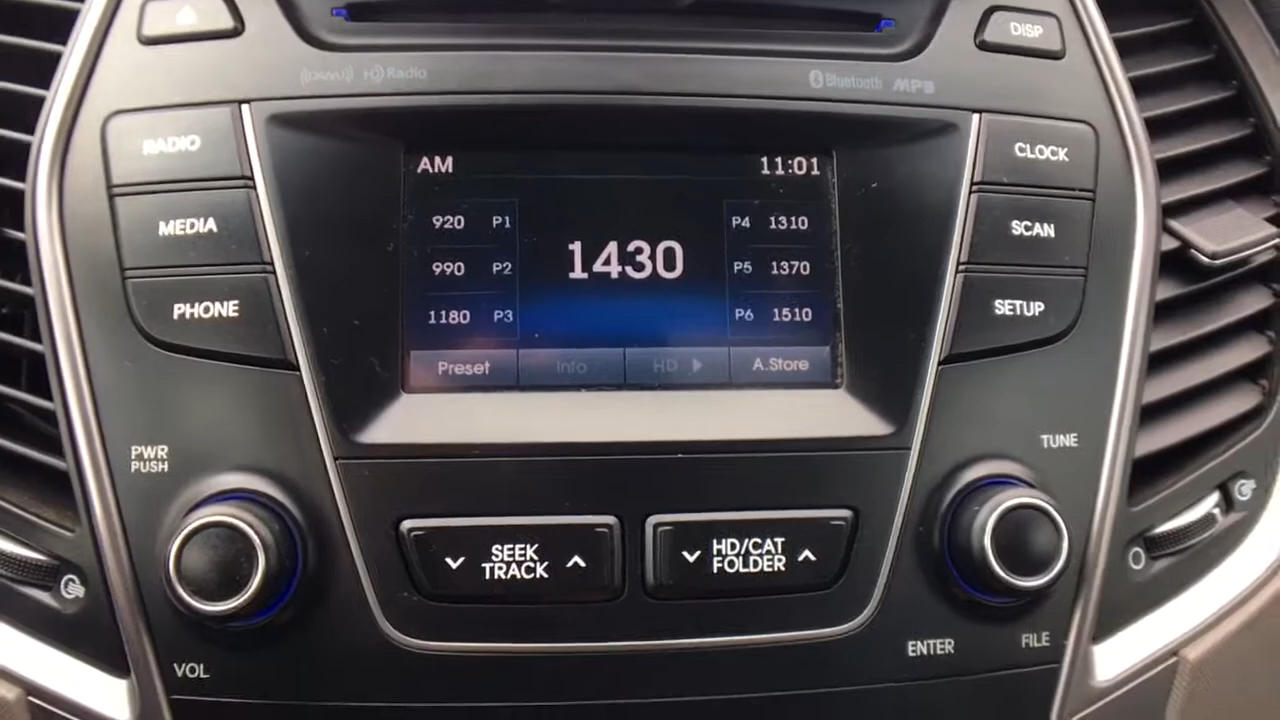 DISP
((SiriusXM)) HD Radio
Bluetooth MP3
RADIO
MEDIA
PHONE
AM 11:01
920 P1
990 P2
1180 P3
1430
P4 1310
P5 1370
P6 1510
Preset Info HD A.Store
CLOCK
SCAN
SETUP
PWR
PUSH
VOL
SEEK
TRACK
HD/CAT
FOLDER
TUNE
ENTER
FILE